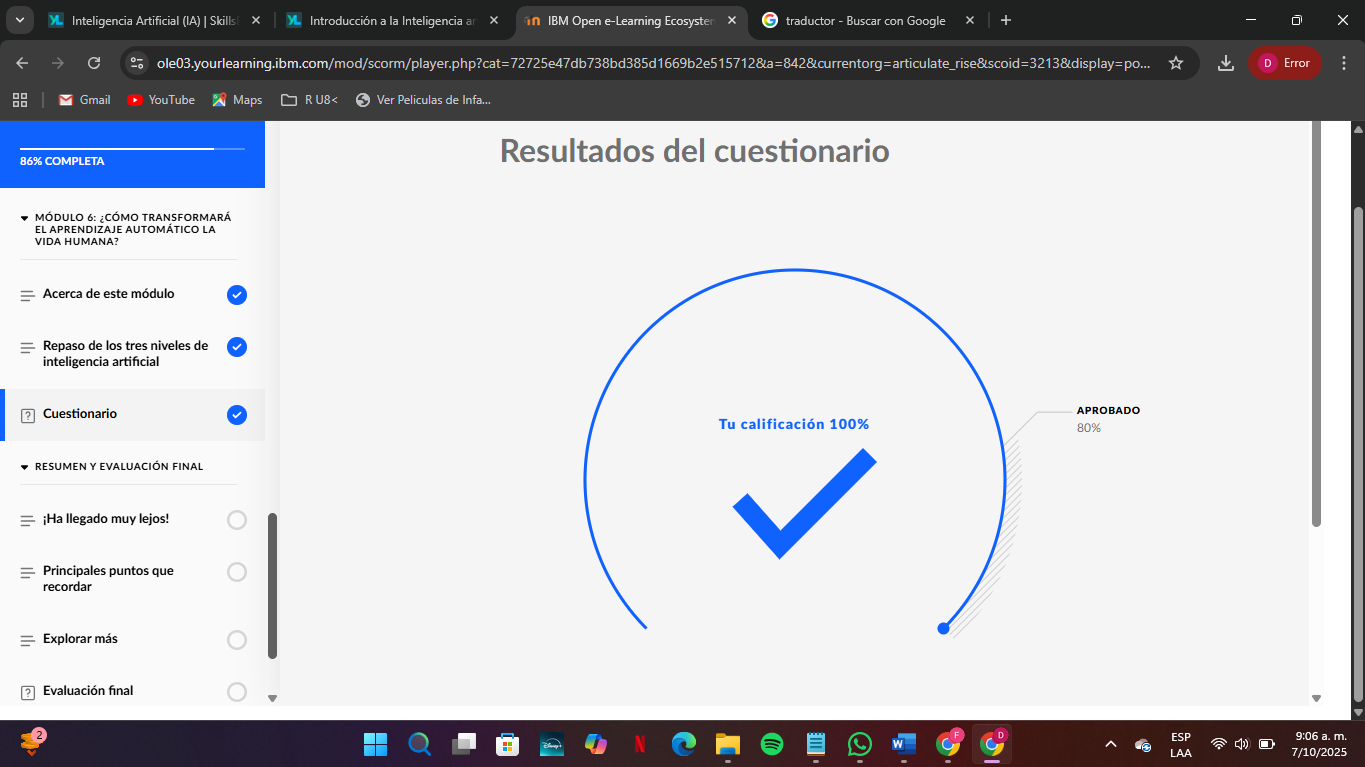 Inteligencia Artificial (IA) | Skills
Introducción a la Inteligencia ar
IBM Open e-Learning Ecosystem
traductor - Buscar con Google
ole03.yourlearning.ibm.com/mod/scorm/player.php?cat=72725e47db738bd385d1669b2e515712&a=842&currentorg=articulate_rise&scoid=3213&display=po...
D Error
Gmail
YouTube
Maps
R U8<
Ver Peliculas de Infa...
86% COMPLETA
MÓDULO 6: ¿CÓMO TRANSFORMARÁ
EL APRENDIZAJE AUTOMÁTICO LA
VIDA HUMANA?
Acerca de este módulo
Repaso de los tres niveles de
inteligencia artificial
Cuestionario
RESUMEN Y EVALUACIÓN FINAL
¡Ha llegado muy lejos!
Principales puntos que
recordar
Explorar más
Evaluación final
Resultados del cuestionario
Tu calificación 100%
APROBADO
80%
2
Disney+
N
W
F
D
ESP
LAA
9:06 a. m.
7/10/2025